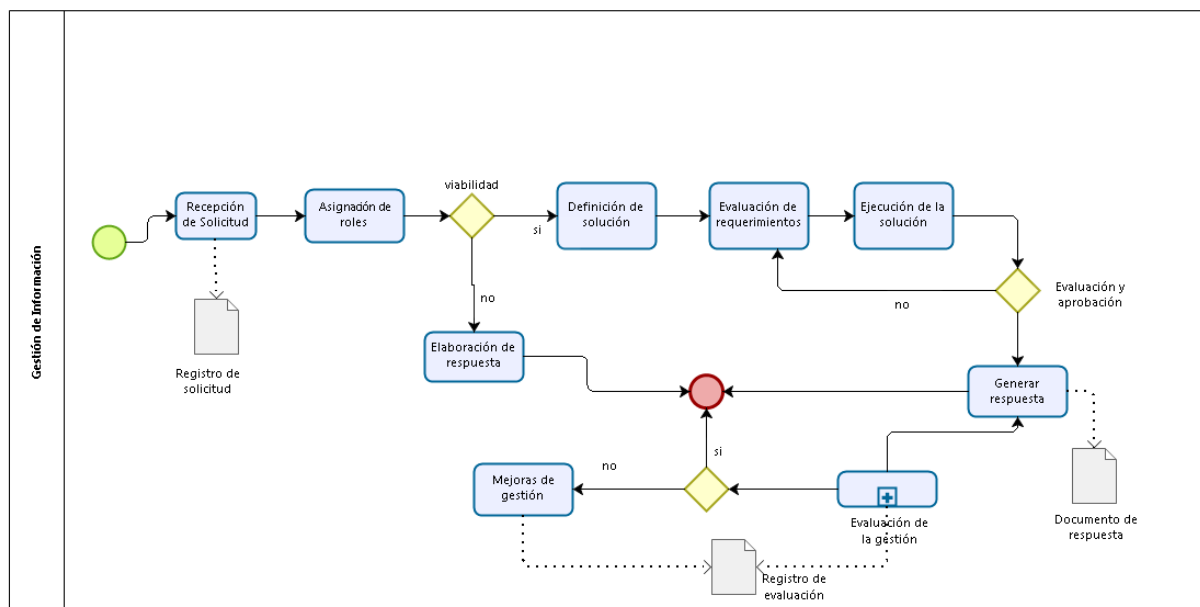 Gestión de Información
viabilidad
Recepción
de Solicitud
Asignación de
roles
si
Definición de
solución
Evaluación de
requerimientos
Ejecución de la
solución
Evaluación y
aprobación
no
no
Registro de
solicitud
Elaboración de
respuesta
Generar
respuesta
si
no
Mejoras de
gestión
Evaluación de
la gestión
Documento de
respuesta
Registro de
evaluación